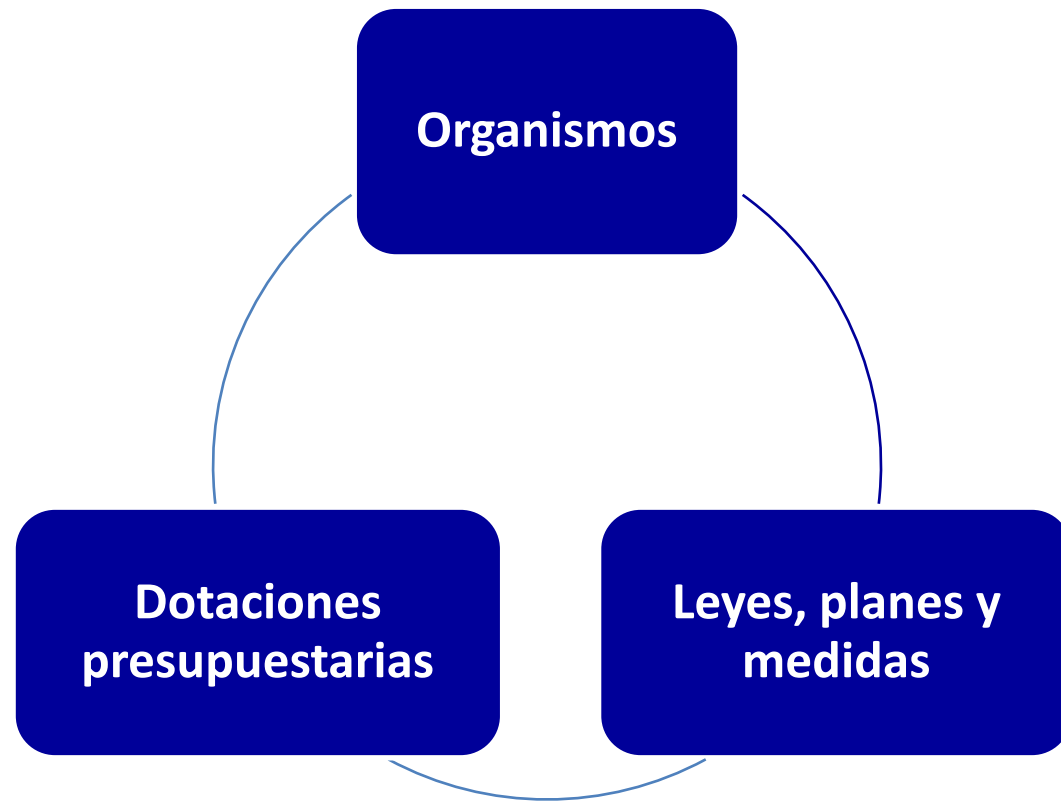 Organismos
Dotaciones
presupuestarias
Leyes, planes y
medidas